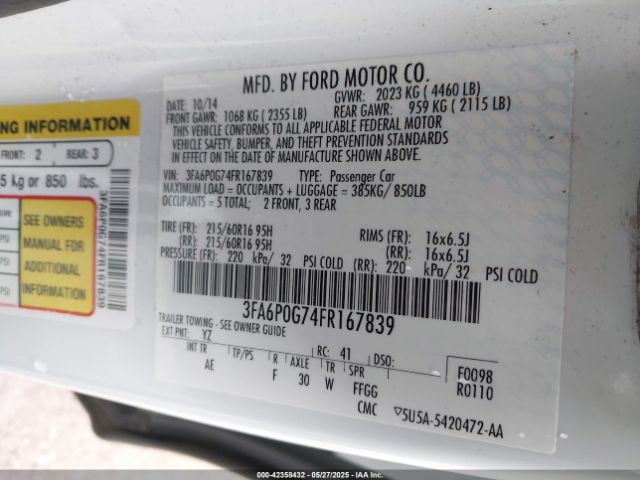 NG INFORMATION
FRONT: 2 REAR: 3
5 kg or 850 lbs.
SURE
PSI
PSI
PSI
SEE OWNERS
MANUAL FOR
ADDITIONAL
INFORMATION
3FA6P0G74FR167839
MFD. BY FORD MOTOR CO.
DATE: 10/14 GVWR: 2023 KG ( 4460 LB)
FRONT GAWR: 1068 KG ( 2355 LB) REAR GAWR: 959 KG ( 2115 LB)
THIS VEHICLE CONFORMS TO ALL APPLICABLE FEDERAL MOTOR
VEHICLE SAFETY, BUMPER, AND THEFT PREVENTION STANDARDS
IN EFFECT ON THE DATE OF MANUFACTURE SHOWN ABOVE.
VIN: 3FA6P0G74FR167839 TYPE: Passenger Car
MAXIMUM LOAD = OCCUPANTS + LUGGAGE = 385KG/ 850LB
OCCUPANTS = 5 TOTAL: 2 FRONT, 3 REAR
TIRE (FR): 215/60R16 95H RIMS (FR): 16x6.5J
(RR): 215/60R16 95H (RR): 16x6.5J
PRESSURE (FR): 220 kPa/ 32 PSI COLD (RR): 220 kPa/ 32 PSI COLD
3FA6P0G74FR167839
TRAILER TOWING - SEE OWNER GUIDE
EXT PNT: YZ RC: 41 DSO:
INT TR TP/PS R AXLE TR SPR
AE F 30 W FFGG
CMC
F0098
R0110
5U5A-5420472-AA
000-42358432 - 05/27/2025 - IAAI.COM